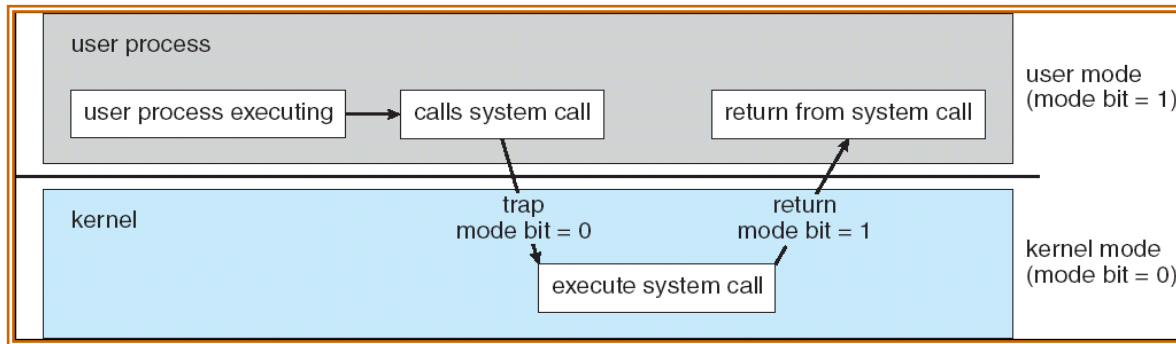 user process
user process executing
calls system call
return from system call
user mode
(mode bit = 1)
kernel
trap
mode bit = 0
return
mode bit = 1
execute system call
kernel mode
(mode bit = 0)